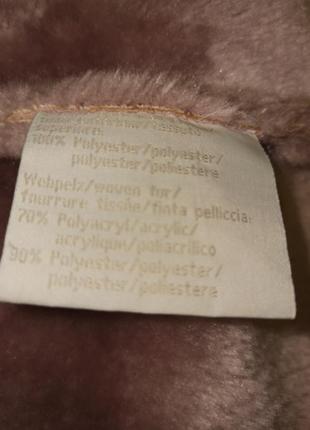 superiore:
100% Polyester/polyester/
polyester/poliestere
Webpelz/woven fur/
fourrure tissée/finta pelliccia:
70% Polyacryl/acrylic/
acrylique/poliacrilico
30% Polyester/polyester/
polyester/poliestere